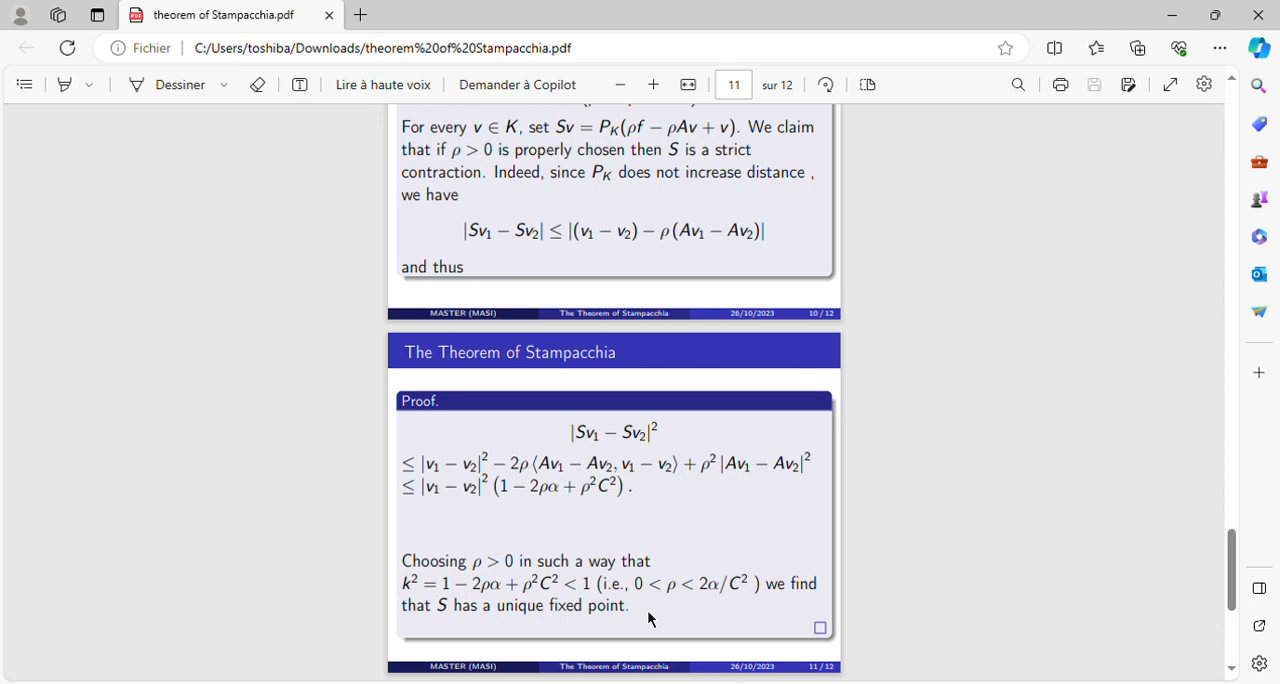 theorem of Stampacchia.pdf
Fichier C:/Users/toshiba/Downloads/theorem%20of%20Stampacchia.pdf
Dessiner Lire à haute voix Demander à Copilot 11 sur 12
For every v ∈ K, set Sv = P_K(ρf − ρAv + v). We claim
that if ρ > 0 is properly chosen then S is a strict
contraction. Indeed, since P_K does not increase distance ,
we have
|Sv₁ − Sv₂| ≤ |(v₁ − v₂) − ρ(Av₁ − Av₂)|
and thus
MASTER (MASI) The Theorem of Stampacchia 26/10/2023 10 / 12
The Theorem of Stampacchia
Proof.
|Sv₁ − Sv₂|²
≤ |v₁ − v₂|² − 2ρ⟨Av₁ − Av₂, v₁ − v₂⟩ + ρ²|Av₁ − Av₂|²
≤ |v₁ − v₂|² (1 − 2ρα + ρ²C²).
Choosing ρ > 0 in such a way that
k² = 1 − 2ρα + ρ²C² < 1 (i.e., 0 < ρ < 2α/C² ) we find
that S has a unique fixed point.
□
MASTER (MASI) The Theorem of Stampacchia 26/10/2023 11 / 12